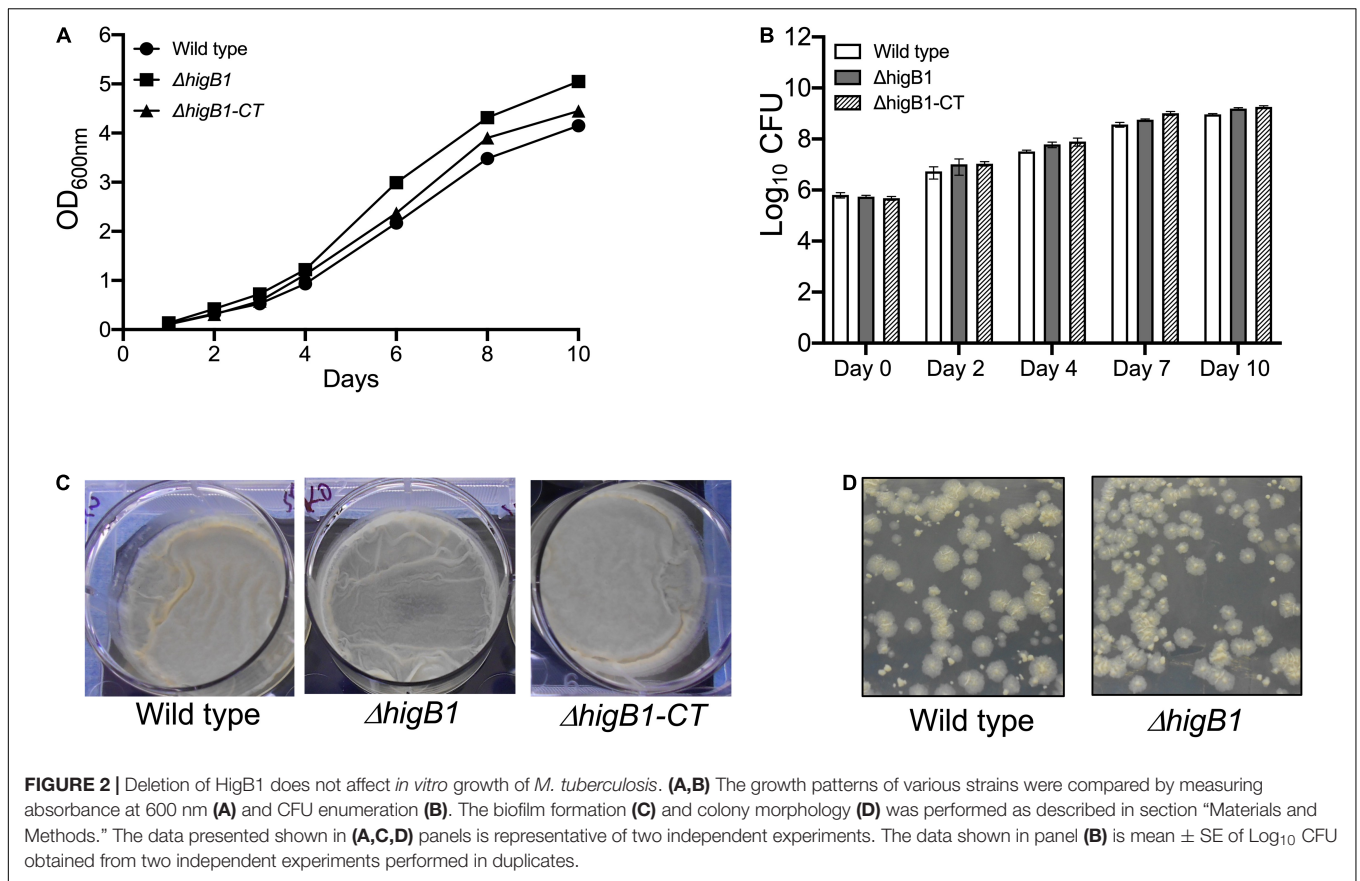 A
6
5
4
3
2
1
0
OD600nm
Wild type
ΔhigB1
ΔhigB1-CT
0 2 4 6 8 10
Days
B
12
10
8
6
4
2
0
Log10 CFU
Wild type
ΔhigB1
ΔhigB1-CT
Day 0 Day 2 Day 4 Day 7 Day 10
C
KO
Wild type ΔhigB1 ΔhigB1-CT
D
Wild type ΔhigB1
FIGURE 2 | Deletion of HigB1 does not affect in vitro growth of M. tuberculosis. (A,B) The growth patterns of various strains were compared by measuring
absorbance at 600 nm (A) and CFU enumeration (B). The biofilm formation (C) and colony morphology (D) was performed as described in section “Materials and
Methods.” The data presented shown in (A,C,D) panels is representative of two independent experiments. The data shown in panel (B) is mean ± SE of Log10 CFU
obtained from two independent experiments performed in duplicates.